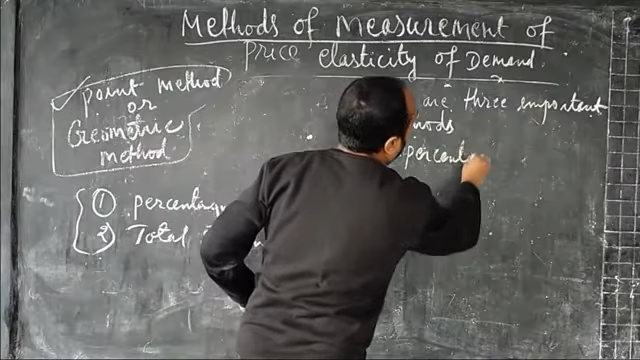 Methods of Measurement of
Price Elasticity of Demand.
point method
or
Geometric
method
① percentage
2 Total
are three important
percent